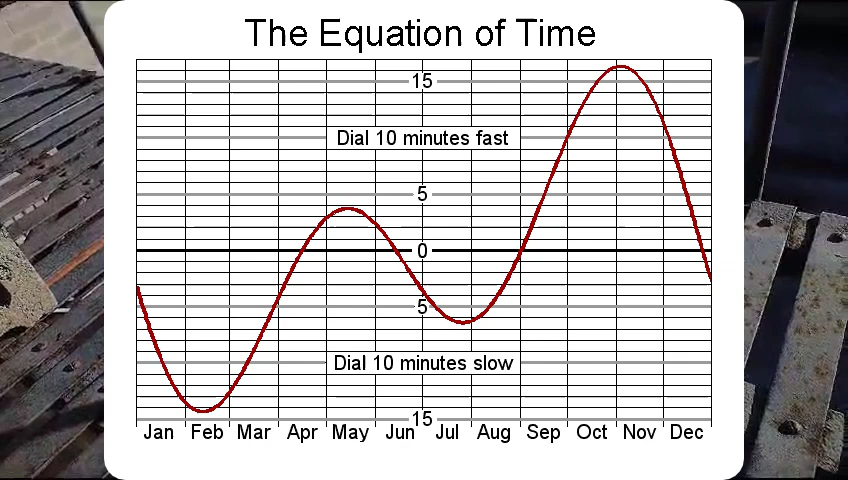 The Equation of Time
15
Dial 10 minutes fast
5
0
5
Dial 10 minutes slow
15
Jan Feb Mar Apr May Jun Jul Aug Sep Oct Nov Dec